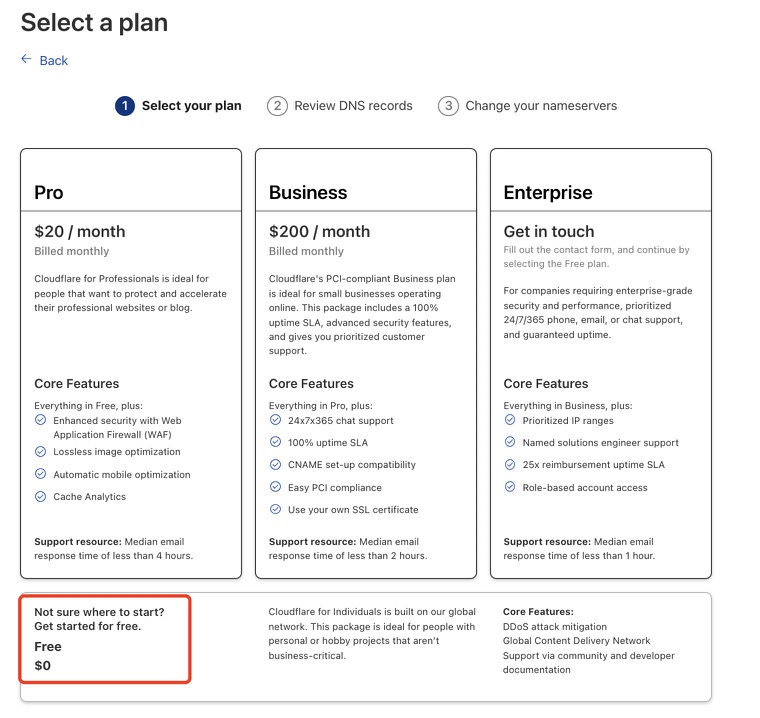 Select a plan
← Back
1 Select your plan
2 Review DNS records
3 Change your nameservers
Pro
$20 / month
Billed monthly
Cloudflare for Professionals is ideal for
people that want to protect and accelerate
their professional websites or blog.
Core Features
Everything in Free, plus:
Enhanced security with Web
Application Firewall (WAF)
Lossless image optimization
Automatic mobile optimization
Cache Analytics
Support resource: Median email
response time of less than 4 hours.
Business
$200 / month
Billed monthly
Cloudflare's PCI-compliant Business plan
is ideal for small businesses operating
online. This package includes a 100%
uptime SLA, advanced security features,
and gives you prioritized customer
support.
Core Features
Everything in Pro, plus:
24x7x365 chat support
100% uptime SLA
CNAME set-up compatibility
Easy PCI compliance
Use your own SSL certificate
Support resource: Median email
response time of less than 2 hours.
Enterprise
Get in touch
Fill out the contact form, and continue by
selecting the Free plan.
For companies requiring enterprise-grade
security and performance, prioritized
24/7/365 phone, email, or chat support,
and guaranteed uptime.
Core Features
Everything in Business, plus:
Prioritized IP ranges
Named solutions engineer support
25x reimbursement uptime SLA
Role-based account access
Support resource: Median email
response time of less than 1 hour.
Not sure where to start?
Get started for free.
Free
$0
Cloudflare for Individuals is built on our global
network. This package is ideal for people with
personal or hobby projects that aren't
business-critical.
Core Features:
DDoS attack mitigation
Global Content Delivery Network
Support via community and developer
documentation